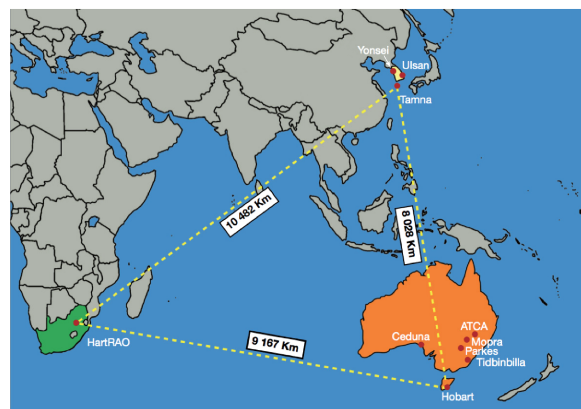 Yonsei
Ulsan
Tamna
10 482 Km
8 028 Km
9 167 Km
HartRAO
Ceduna
ATCA
Mopra
Parkes
Tidbinbilla
Hobart